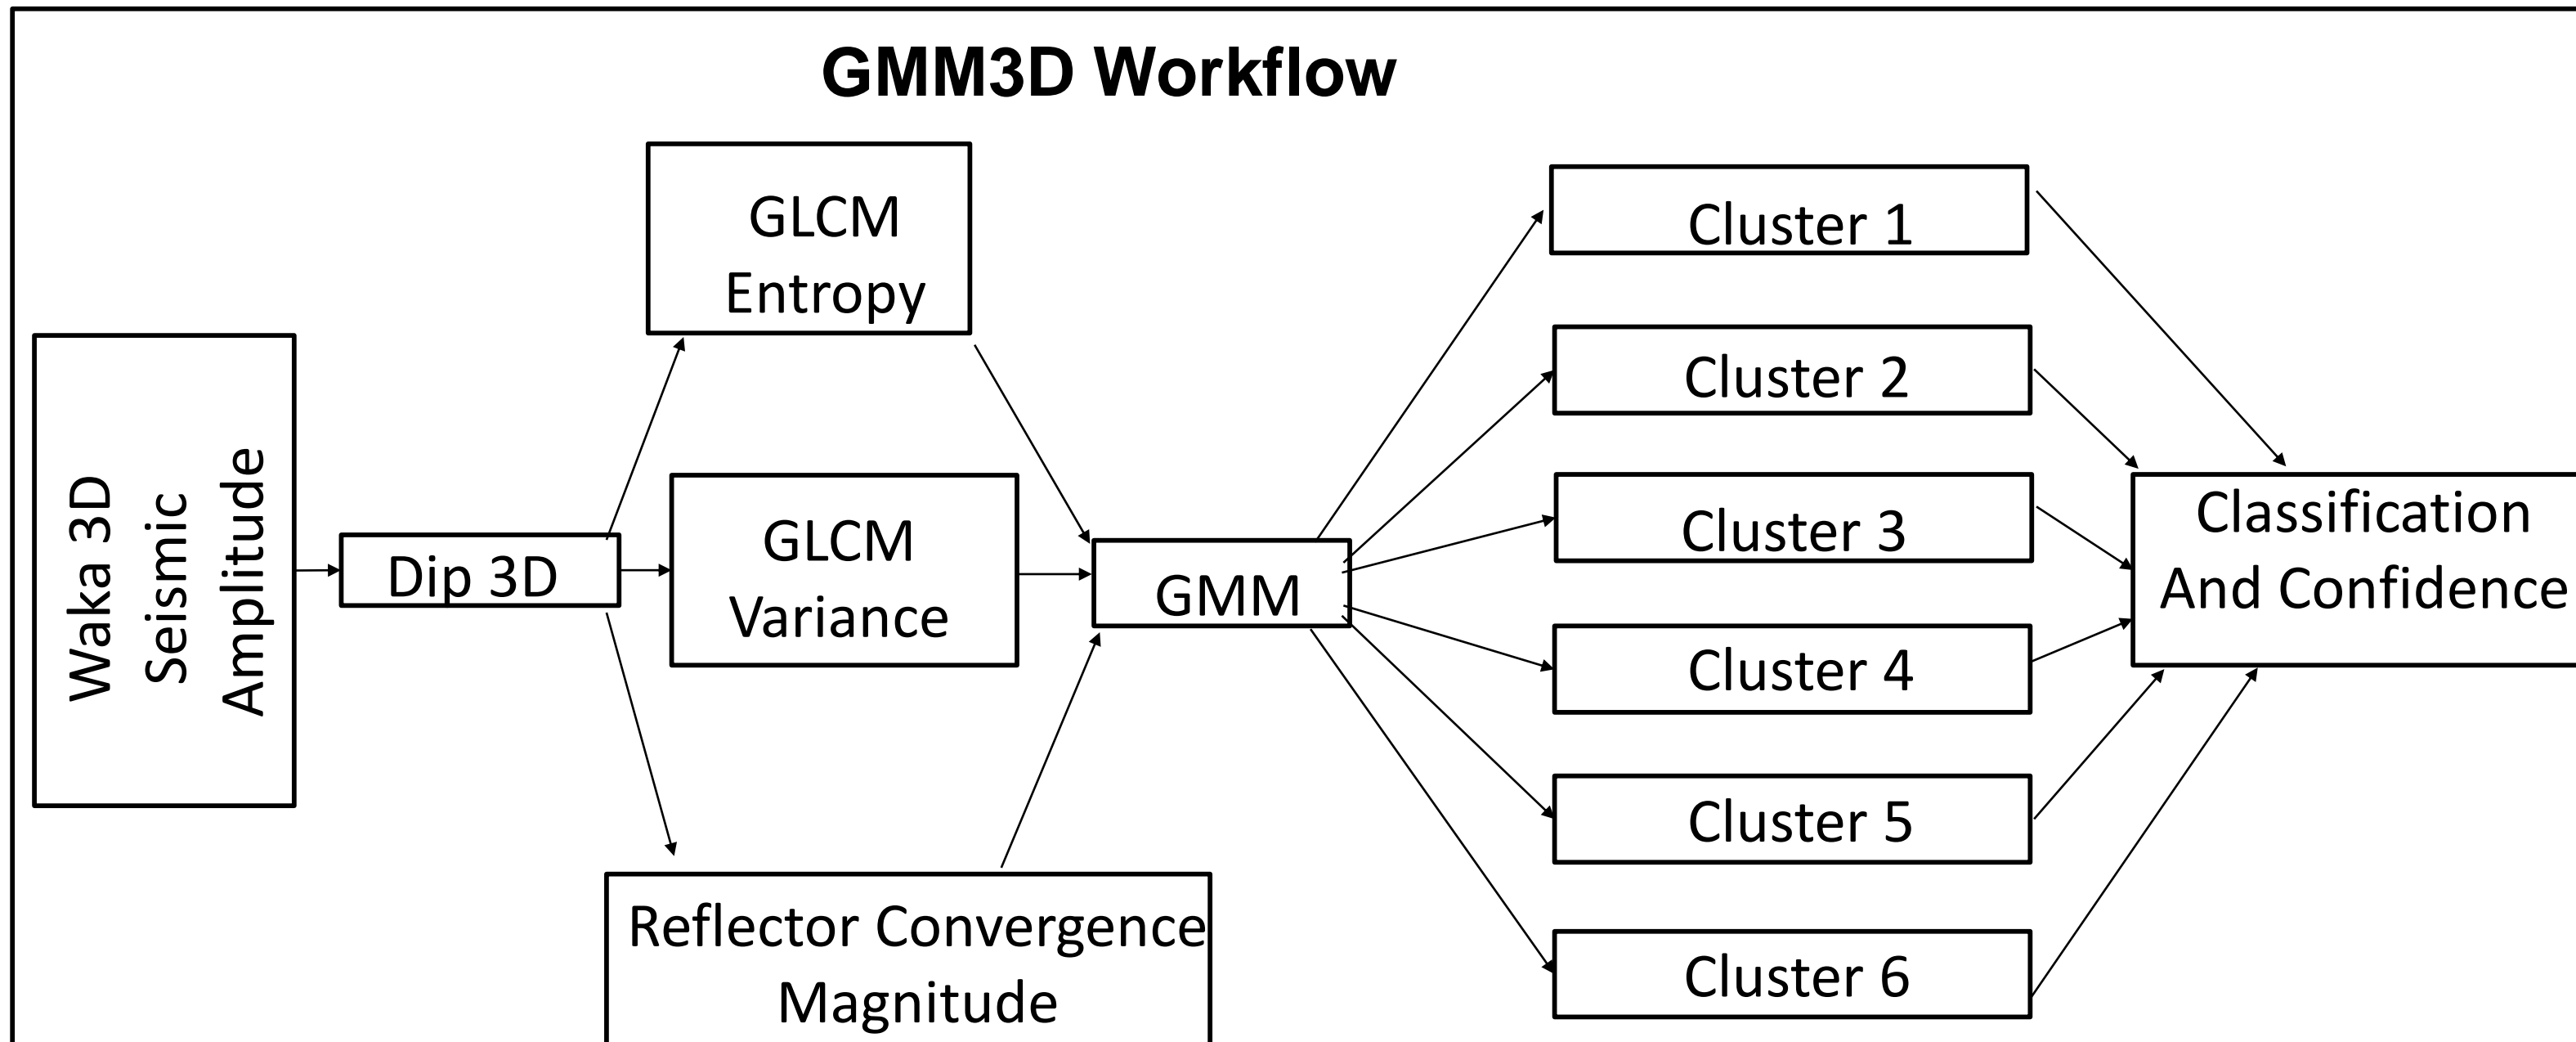 GMM3D Workflow
Waka 3D
Seismic
Amplitude
Dip 3D
GLCM
Entropy
GLCM
Variance
Reflector Convergence
Magnitude
GMM
Cluster 1
Cluster 2
Cluster 3
Cluster 4
Cluster 5
Cluster 6
Classification
And Confidence